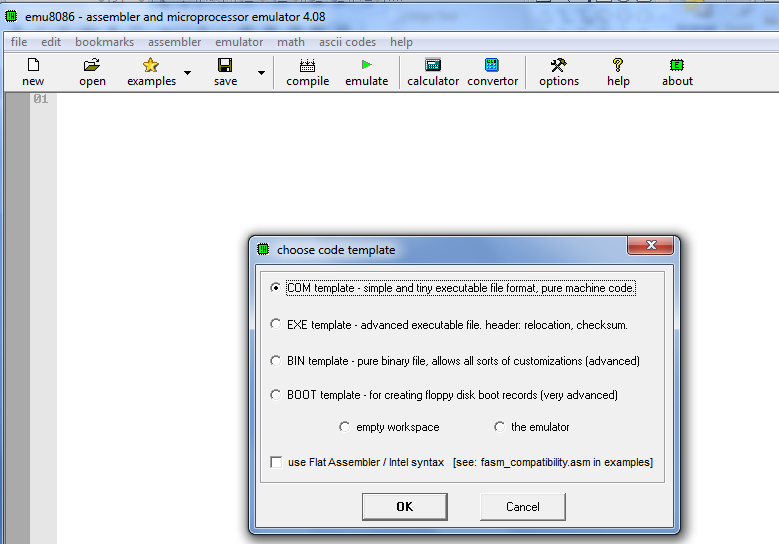 emu8086 - assembler and microprocessor emulator 4.08
file edit bookmarks assembler emulator math ascii codes help
new open examples save compile emulate calculator convertor options help about
01
choose code template
COM template - simple and tiny executable file format, pure machine code.
EXE template - advanced executable file. header: relocation, checksum.
BIN template - pure binary file, allows all sorts of customizations (advanced)
BOOT template - for creating floppy disk boot records (very advanced)
empty workspace the emulator
use Flat Assembler / Intel syntax [see: fasm_compatibility.asm in examples]
OK Cancel